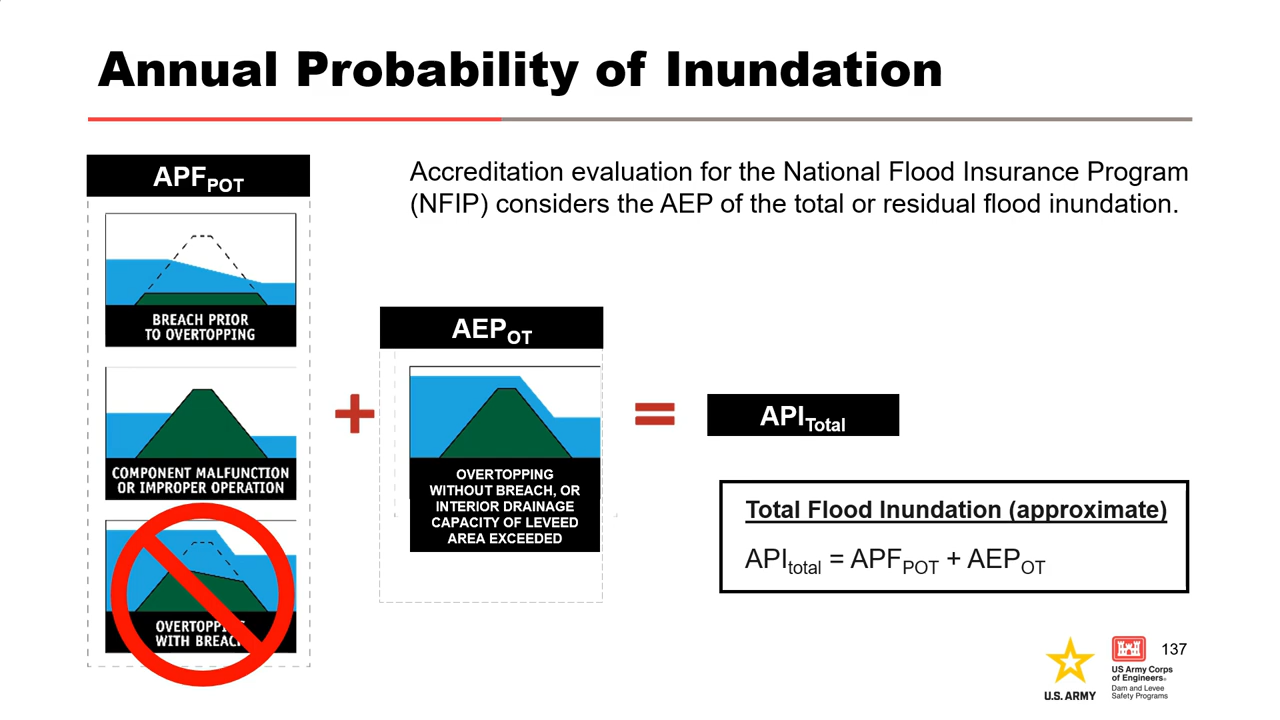 Annual Probability of Inundation
APFPOT
Accreditation evaluation for the National Flood Insurance Program
(NFIP) considers the AEP of the total or residual flood inundation.
BREACH PRIOR
TO OVERTOPPING
COMPONENT MALFUNCTION
OR IMPROPER OPERATION
OVERTOPPING
WITH BREACH
+
AEPOT
OVERTOPPING
WITHOUT BREACH, OR
INTERIOR DRAINAGE
CAPACITY OF LEVEED
AREA EXCEEDED
=
APITotal
Total Flood Inundation (approximate)
APItotal = APFPOT + AEPOT
U.S. ARMY
US Army Corps
of Engineers®
Dam and Levee
Safety Programs
137